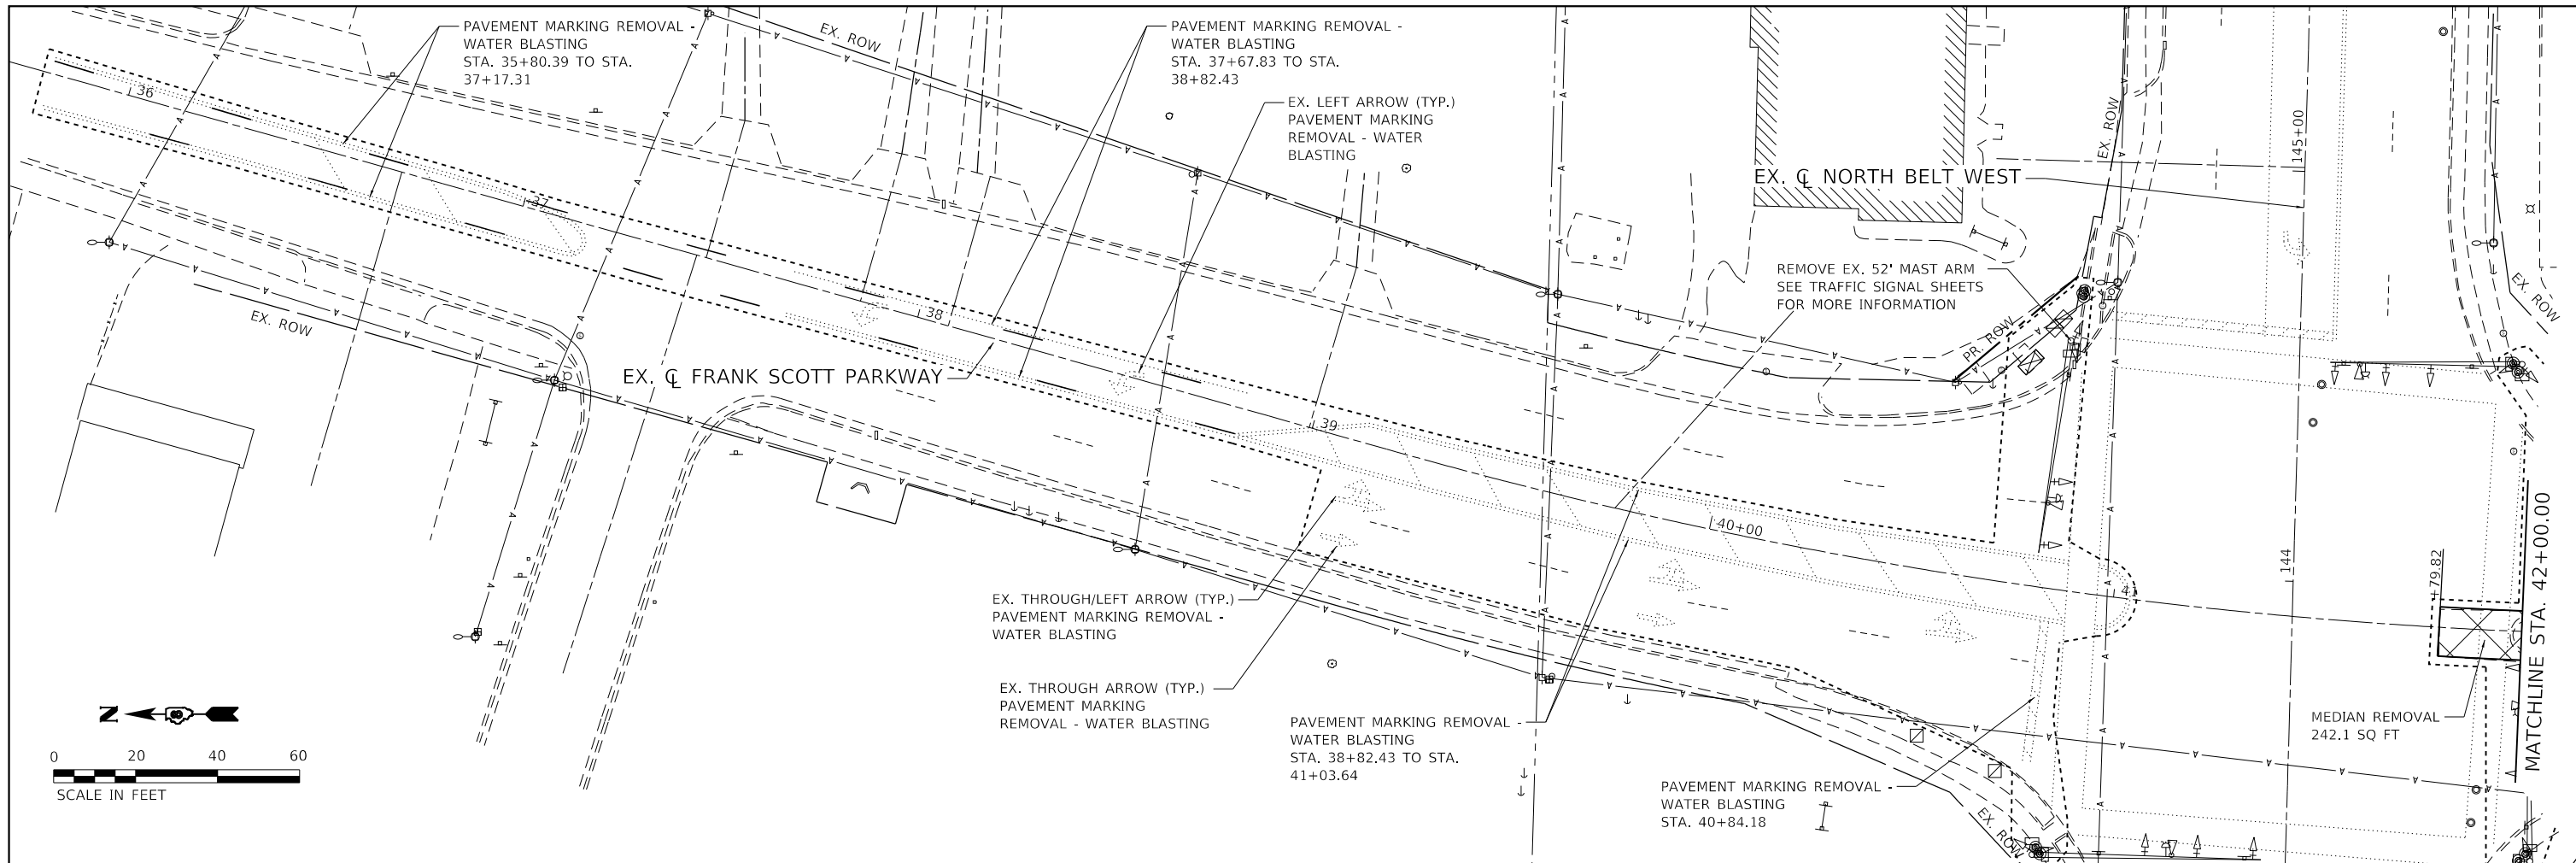 PAVEMENT MARKING REMOVAL -
WATER BLASTING
STA. 35+80.39 TO STA.
37+17.31
PAVEMENT MARKING REMOVAL -
WATER BLASTING
STA. 37+67.83 TO STA.
38+82.43
EX. ROW
EX. LEFT ARROW (TYP.)
PAVEMENT MARKING
REMOVAL - WATER
BLASTING
36
37
38
39
40+00
41
EX. ROW
145+00
EX. ℄ NORTH BELT WEST
REMOVE EX. 52' MAST ARM
SEE TRAFFIC SIGNAL SHEETS
FOR MORE INFORMATION
EX. ROW
PR. ROW
EX. ROW
EX. ℄ FRANK SCOTT PARKWAY
144
+79.82
MATCHLINE STA. 42+00.00
EX. THROUGH/LEFT ARROW (TYP.)
PAVEMENT MARKING REMOVAL -
WATER BLASTING
EX. THROUGH ARROW (TYP.)
PAVEMENT MARKING
REMOVAL - WATER BLASTING
PAVEMENT MARKING REMOVAL -
WATER BLASTING
STA. 38+82.43 TO STA.
41+03.64
PAVEMENT MARKING REMOVAL -
WATER BLASTING
STA. 40+84.18
MEDIAN REMOVAL
242.1 SQ FT
EX. ROW
N
0 20 40 60
SCALE IN FEET